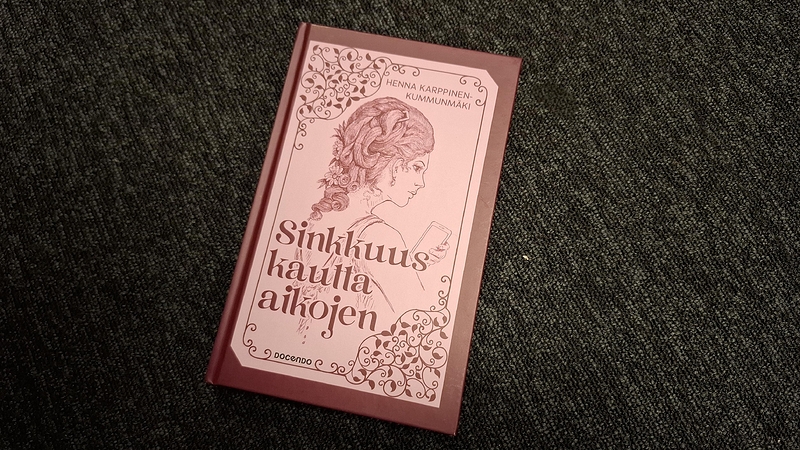 HENNA KARPPINEN-
KUMMUNMÄKI
Sinkkuus
kautta
aikojen
DOCENDO